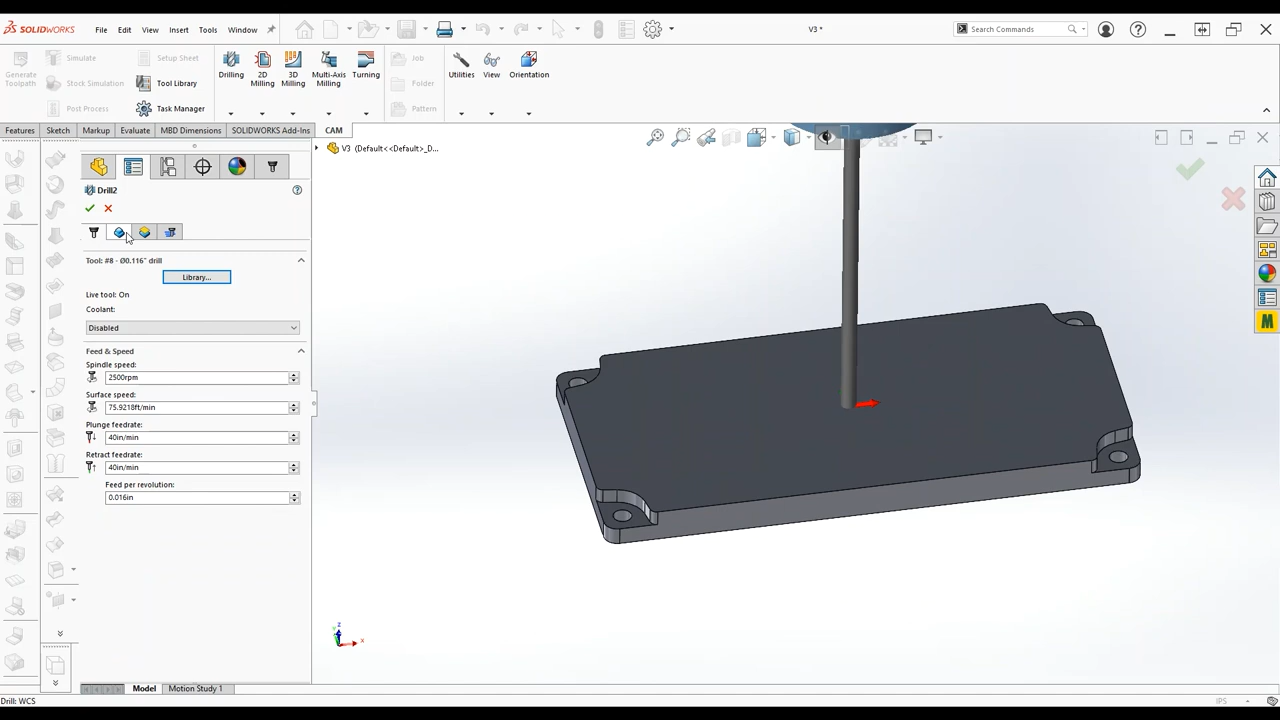 SOLIDWORKS File Edit View Insert Tools Window V3 * Search Commands
Generate Toolpath
Simulate
Stock Simulation
Post Process
Setup Sheet
Tool Library
Task Manager
Drilling
2D Milling
3D Milling
Multi-Axis Milling
Turning
Job
Folder
Pattern
Utilities
View
Orientation
Features Sketch Markup Evaluate MBD Dimensions SOLIDWORKS Add-Ins CAM
V3 (Default<<Default>_D...
Drill2
Tool: #8 - Ø0.116" drill
Library...
Live tool: On
Coolant:
Disabled
Feed & Speed
Spindle speed:
2500rpm
Surface speed:
75.9218ft/min
Plunge feedrate:
40in/min
Retract feedrate:
40in/min
Feed per revolution:
0.016in
Z
Y
X
M
Model Motion Study 1
Drill: WCS IPS